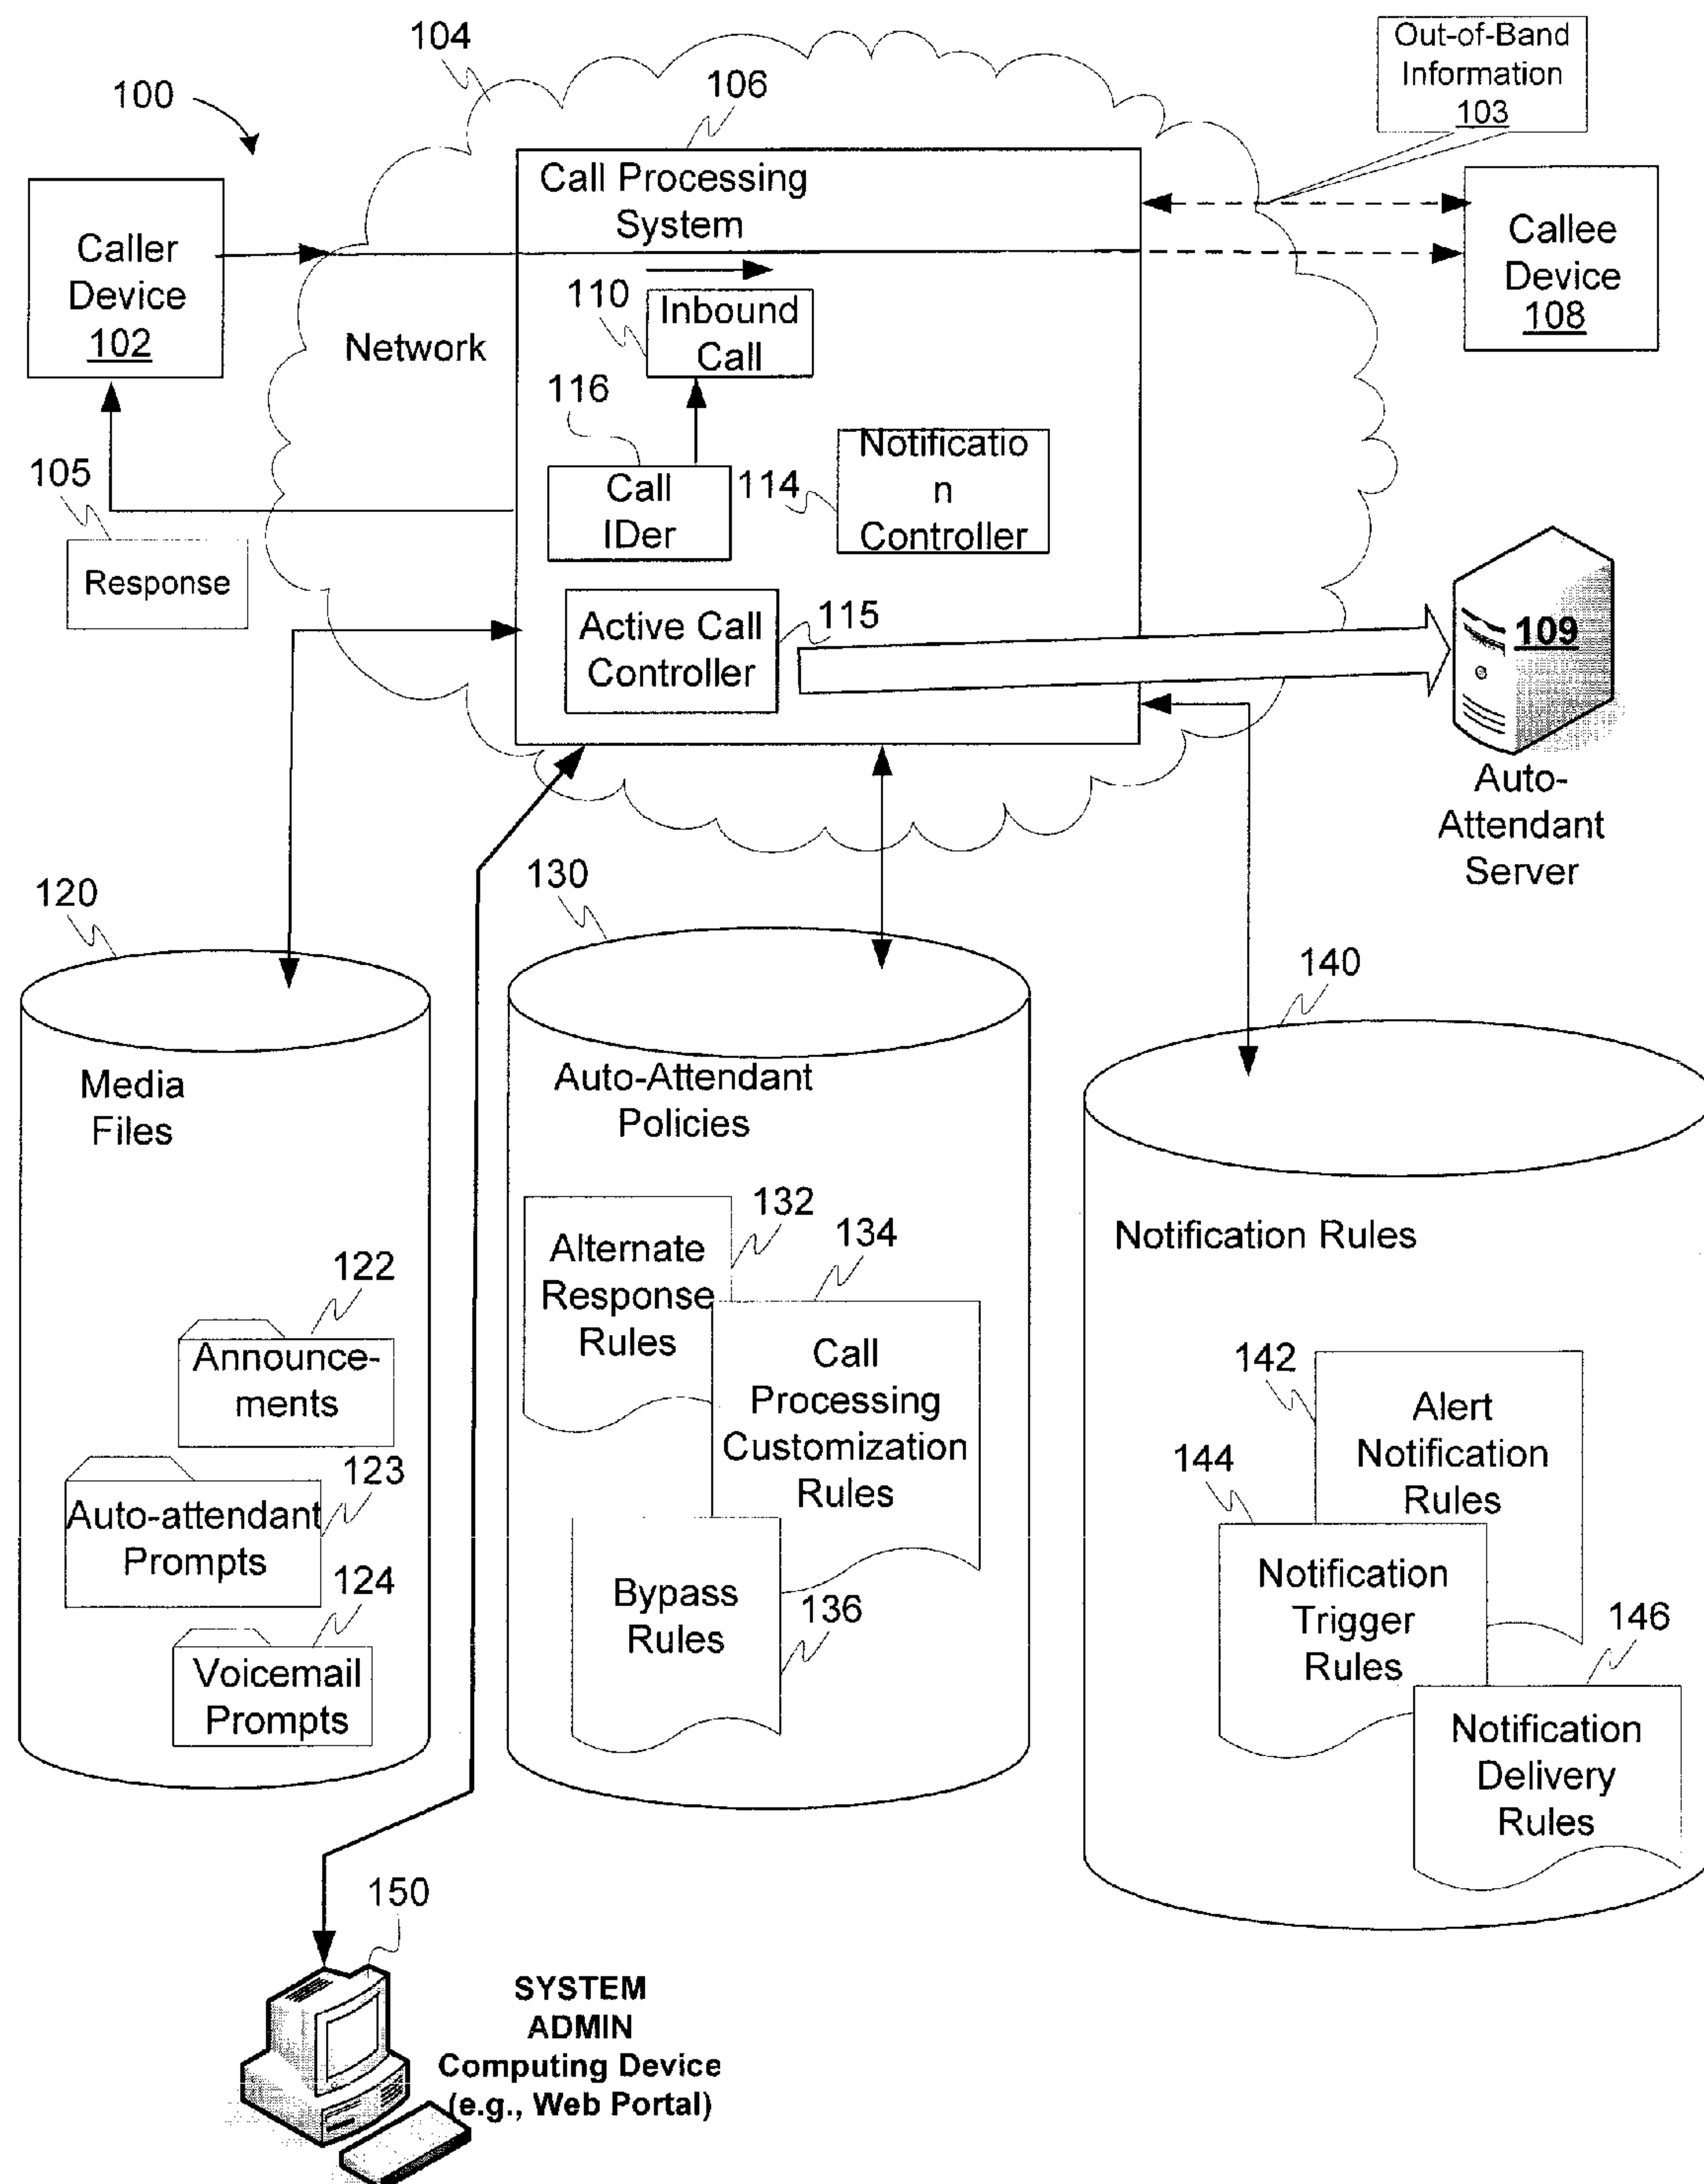 104
Out-of-Band
Information
103
100
106
Call Processing
System
Caller
Device
102
Callee
Device
108
110
Inbound
Call
Network
116
Notificatio
n
Controller
114
105
Call
IDer
Response
Active Call
Controller
115
109
Auto-
Attendant
Server
120
130
140
Media
Files
Auto-Attendant
Policies
Notification Rules
132
134
Alternate
Response
Rules
122
Announce-
ments
Call
Processing
Customization
Rules
142
Alert
Notification
Rules
144
123
Auto-attendant
Prompts
124
Voicemail
Prompts
Bypass
Rules
136
Notification
Trigger
Rules
146
Notification
Delivery
Rules
150
SYSTEM
ADMIN
Computing Device
(e.g., Web Portal)